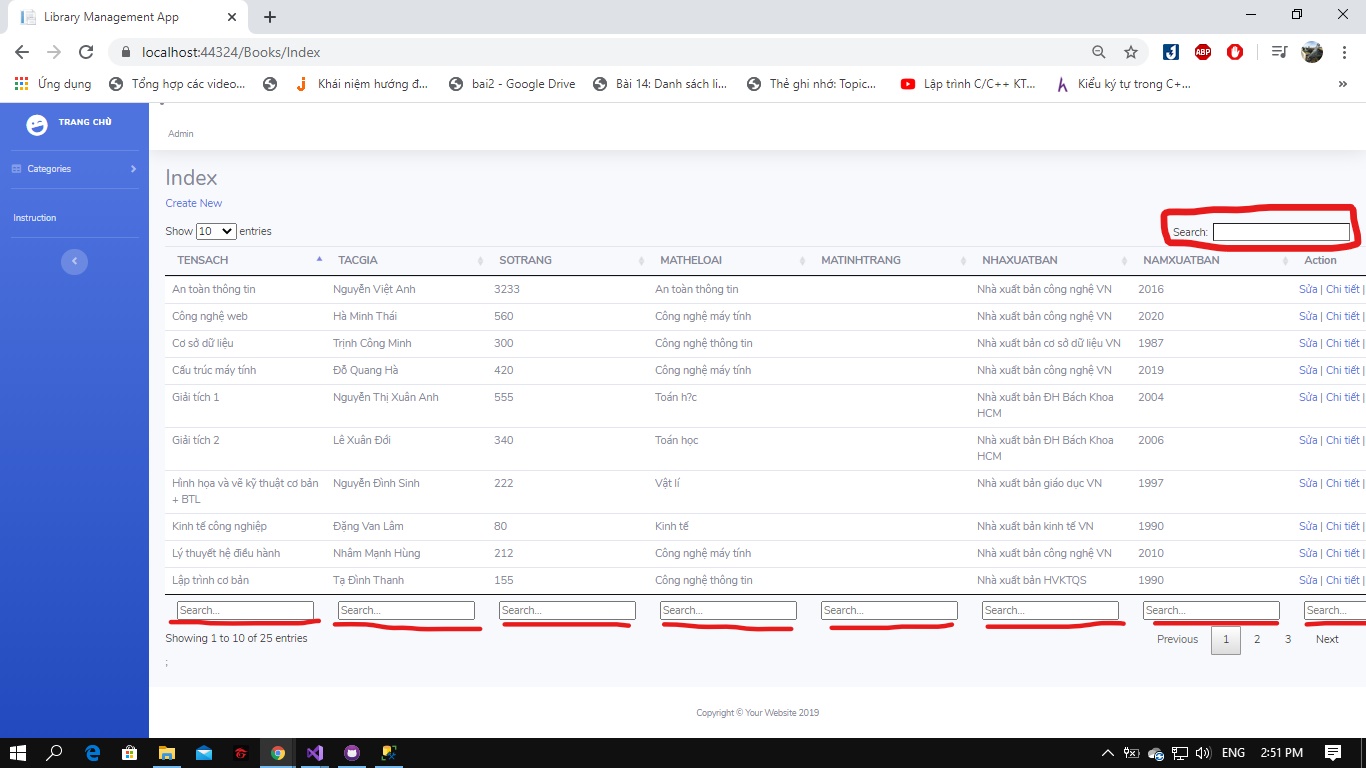 Library Management App
localhost:44324/Books/Index
Ứng dụng Tổng hợp các video... Khái niệm hướng đ... bai2 - Google Drive Bài 14: Danh sách li... Thẻ ghi nhớ: Topic... Lập trình C/C++ KT... Kiểu ký tự trong C+... »
ABP
TRANG CHỦ
Categories
Instruction
Admin
Index
Create New
Show 10 entries Search:
TENSACH TACGIA SOTRANG MATHELOAI MATINHTRANG NHAXUATBAN NAMXUATBAN Action
An toàn thông tin Nguyễn Việt Anh 3233 An toàn thông tin Nhà xuất bản công nghệ VN 2016 Sửa | Chi tiết |
Công nghệ web Hà Minh Thái 560 Công nghệ máy tính Nhà xuất bản công nghệ VN 2020 Sửa | Chi tiết |
Cơ sở dữ liệu Trịnh Công Minh 300 Công nghệ thông tin Nhà xuất bản cơ sở dữ liệu VN 1987 Sửa | Chi tiết |
Cấu trúc máy tính Đỗ Quang Hà 420 Công nghệ máy tính Nhà xuất bản công nghệ VN 2019 Sửa | Chi tiết |
Giải tích 1 Nguyễn Thị Xuân Anh 555 Toán h?c Nhà xuất bản ĐH Bách Khoa 2004 Sửa | Chi tiết |
HCM
Giải tích 2 Lê Xuân Đối 340 Toán học Nhà xuất bản ĐH Bách Khoa 2006 Sửa | Chi tiết |
HCM
Hình họa và vẽ kỹ thuật cơ bản Nguyễn Đình Sinh 222 Vật lí Nhà xuất bản giáo dục VN 1997 Sửa | Chi tiết |
+ BTL
Kinh tế công nghiệp Đặng Van Lâm 80 Kinh tế Nhà xuất bản kinh tế VN 1990 Sửa | Chi tiết |
Lý thuyết hệ điều hành Nhâm Mạnh Hùng 212 Công nghệ máy tính Nhà xuất bản công nghệ VN 2010 Sửa | Chi tiết |
Lập trình cơ bản Tạ Đình Thanh 155 Công nghệ thông tin Nhà xuất bản HVKTQS 1990 Sửa | Chi tiết |
Search... Search... Search... Search... Search... Search... Search... Search...
Showing 1 to 10 of 25 entries Previous 1 2 3 Next
;
Copyright © Your Website 2019
ENG 2:51 PM